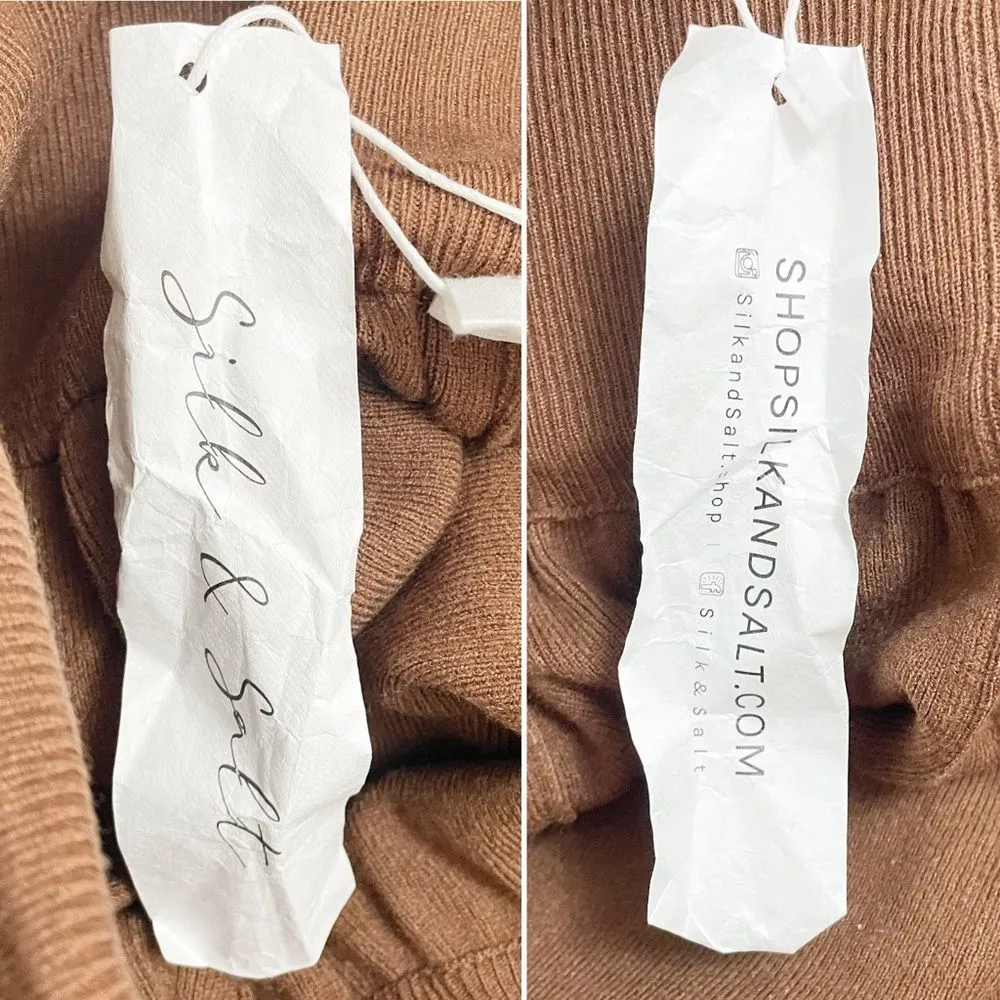 Silk & Salt
SHOPSILKANDSALT.COM
Silkandsalt.shop | Silk&Salt